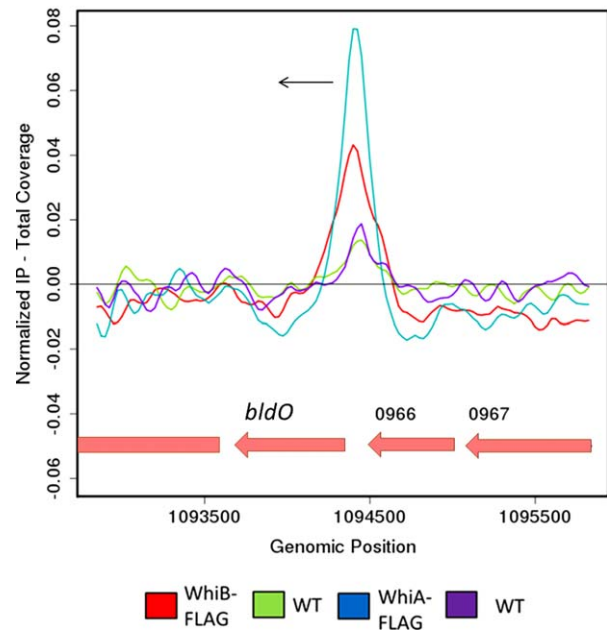 0.08
0.06
0.04
0.02
0.00
-0.02
-0.04
-0.06
Normalized IP - Total Coverage
bldO
0966
0967
1093500
1094500
1095500
Genomic Position
WhiB-
FLAG
WT
WhiA-
FLAG
WT